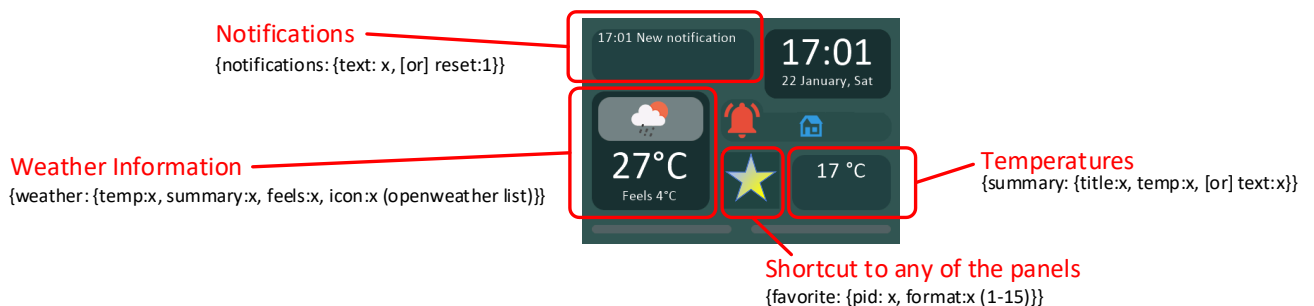 Notifications
{notifications: {text: x, [or] reset:1}}
17:01 New notification
17:01
22 January, Sat
Weather Information
{weather: {temp:x, summary:x, feels:x, icon:x (openweather list)}}
27°C
Feels 4°C
17 °C
Temperatures
{summary: {title:x, temp:x, [or] text:x}}
Shortcut to any of the panels
{favorite: {pid: x, format:x (1-15)}}